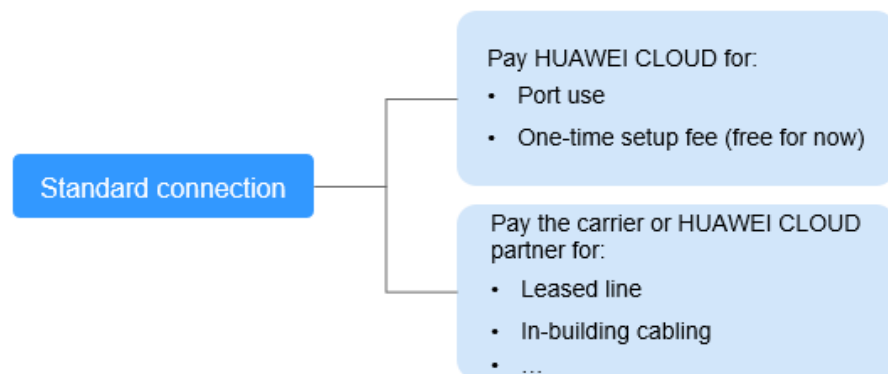 Standard connection
Pay HUAWEI CLOUD for:
• Port use
• One-time setup fee (free for now)
Pay the carrier or HUAWEI CLOUD
partner for:
• Leased line
• In-building cabling
• ...